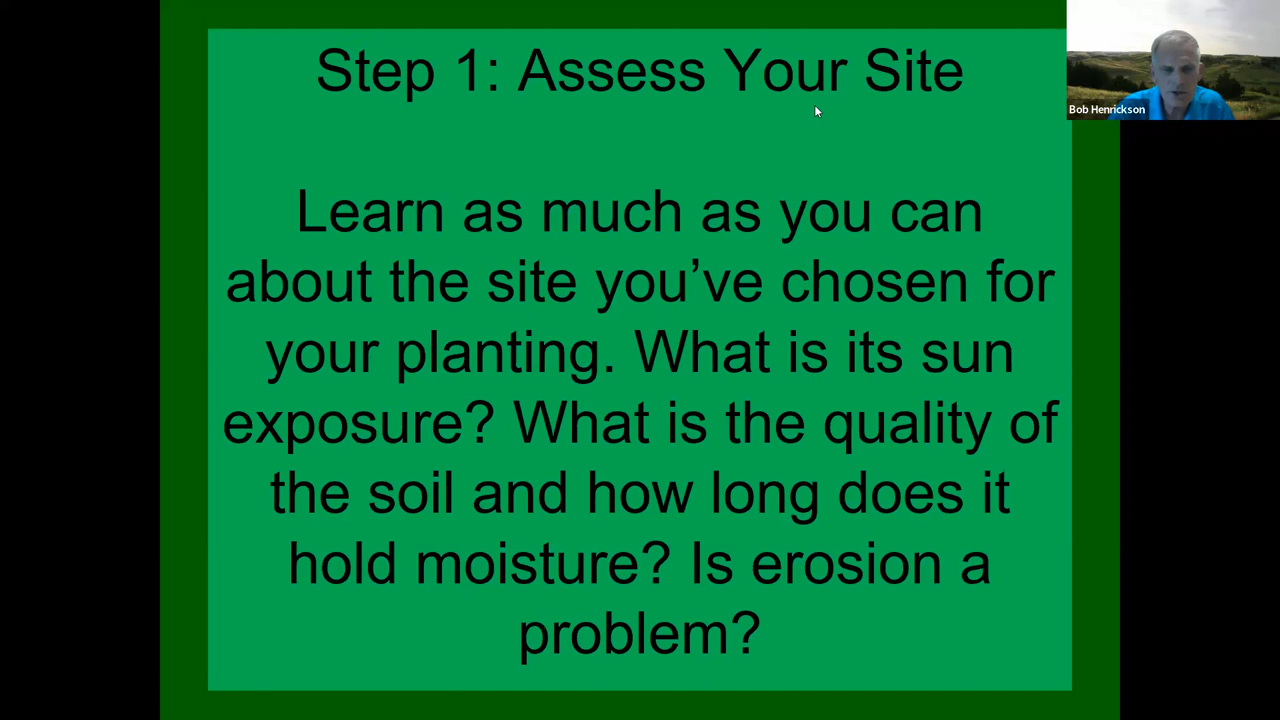 Step 1: Assess Your Site
Bob Henrickson
Learn as much as you can
about the site you’ve chosen for
your planting. What is its sun
exposure? What is the quality of
the soil and how long does it
hold moisture? Is erosion a
problem?